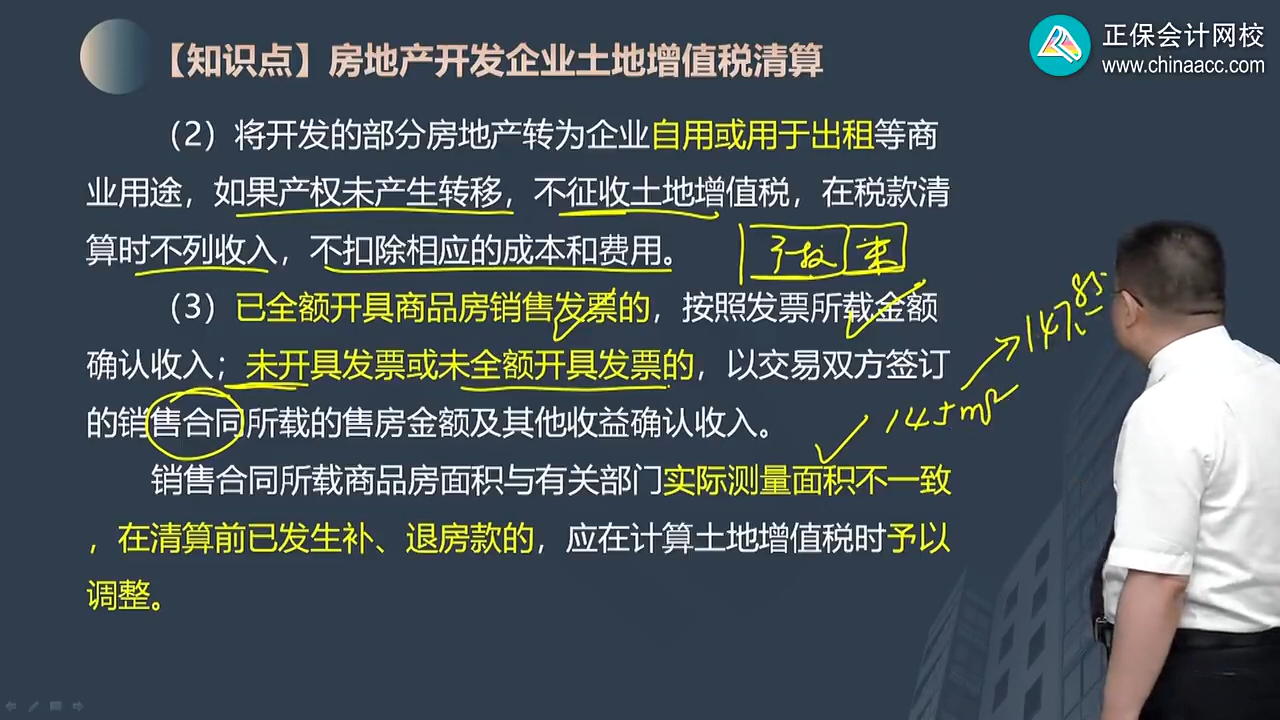 正保会计网校
www.chinaacc.com
【知识点】房地产开发企业土地增值税清算
（2）将开发的部分房地产转为企业自用或用于出租等商
业用途，如果产权未产生转移，不征收土地增值税，在税款清
算时不列收入，不扣除相应的成本和费用。
（3）已全额开具商品房销售发票的，按照发票所载金额
确认收入；未开具发票或未全额开具发票的，以交易双方签订
的销售合同所载的售房金额及其他收益确认收入。
145m²
销售合同所载商品房面积与有关部门实际测量面积不一致
，在清算前已发生补、退房款的，应在计算土地增值税时予以
调整。